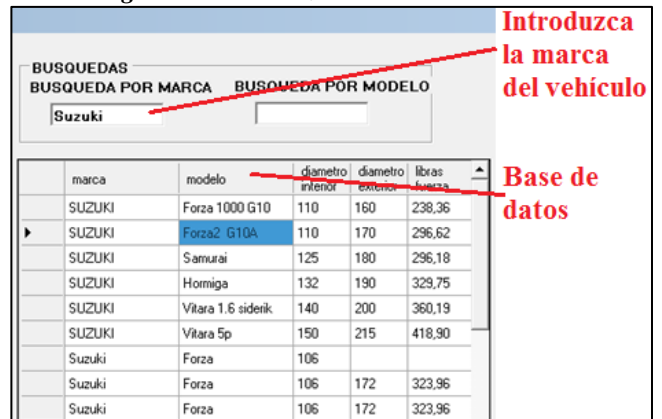 Introduzca
la marca
del vehículo
BUSQUEDAS
BUSQUEDA POR MARCA BUSQUEDA POR MODELO
Suzuki
Base de
datos
marca modelo diametro interior diametro exterior libras fuerza
SUZUKI Forza 1000 G10 110 160 238,36
SUZUKI Forza2 G10A 110 170 296,62
SUZUKI Samurai 125 180 296,18
SUZUKI Hormiga 132 190 329,75
SUZUKI Vitara 1.6 siderik 140 200 360,19
SUZUKI Vitara 5p 150 215 418,90
Suzuki Forza 106
Suzuki Forza 106 172 323,96
Suzuki Forza 106 172 323,96